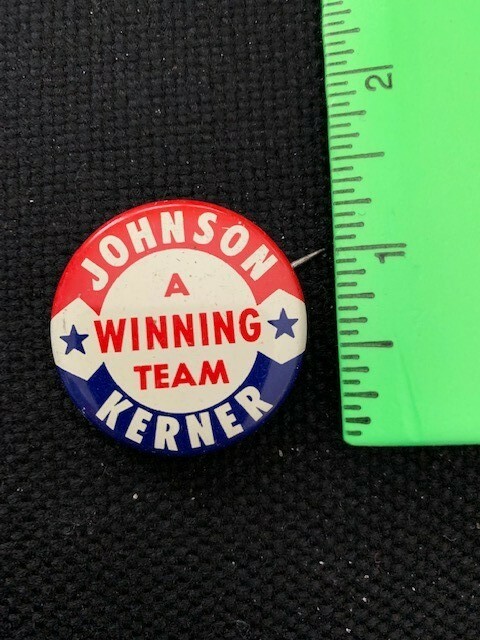 JOHNSON
A
WINNING
TEAM
KERNER
2
1